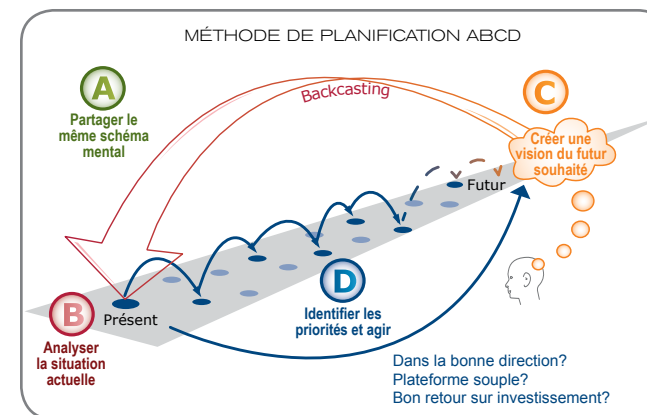 MÉTHODE DE PLANIFICATION ABCD
A
Partager le
même schéma
mental
Backcasting
C
Créer une
vision du futur
souhaité
Futur
B
Présent
Analyser
la situation
actuelle
D
Identifier les
priorités et agir
Dans la bonne direction?
Plateforme souple?
Bon retour sur investissement?